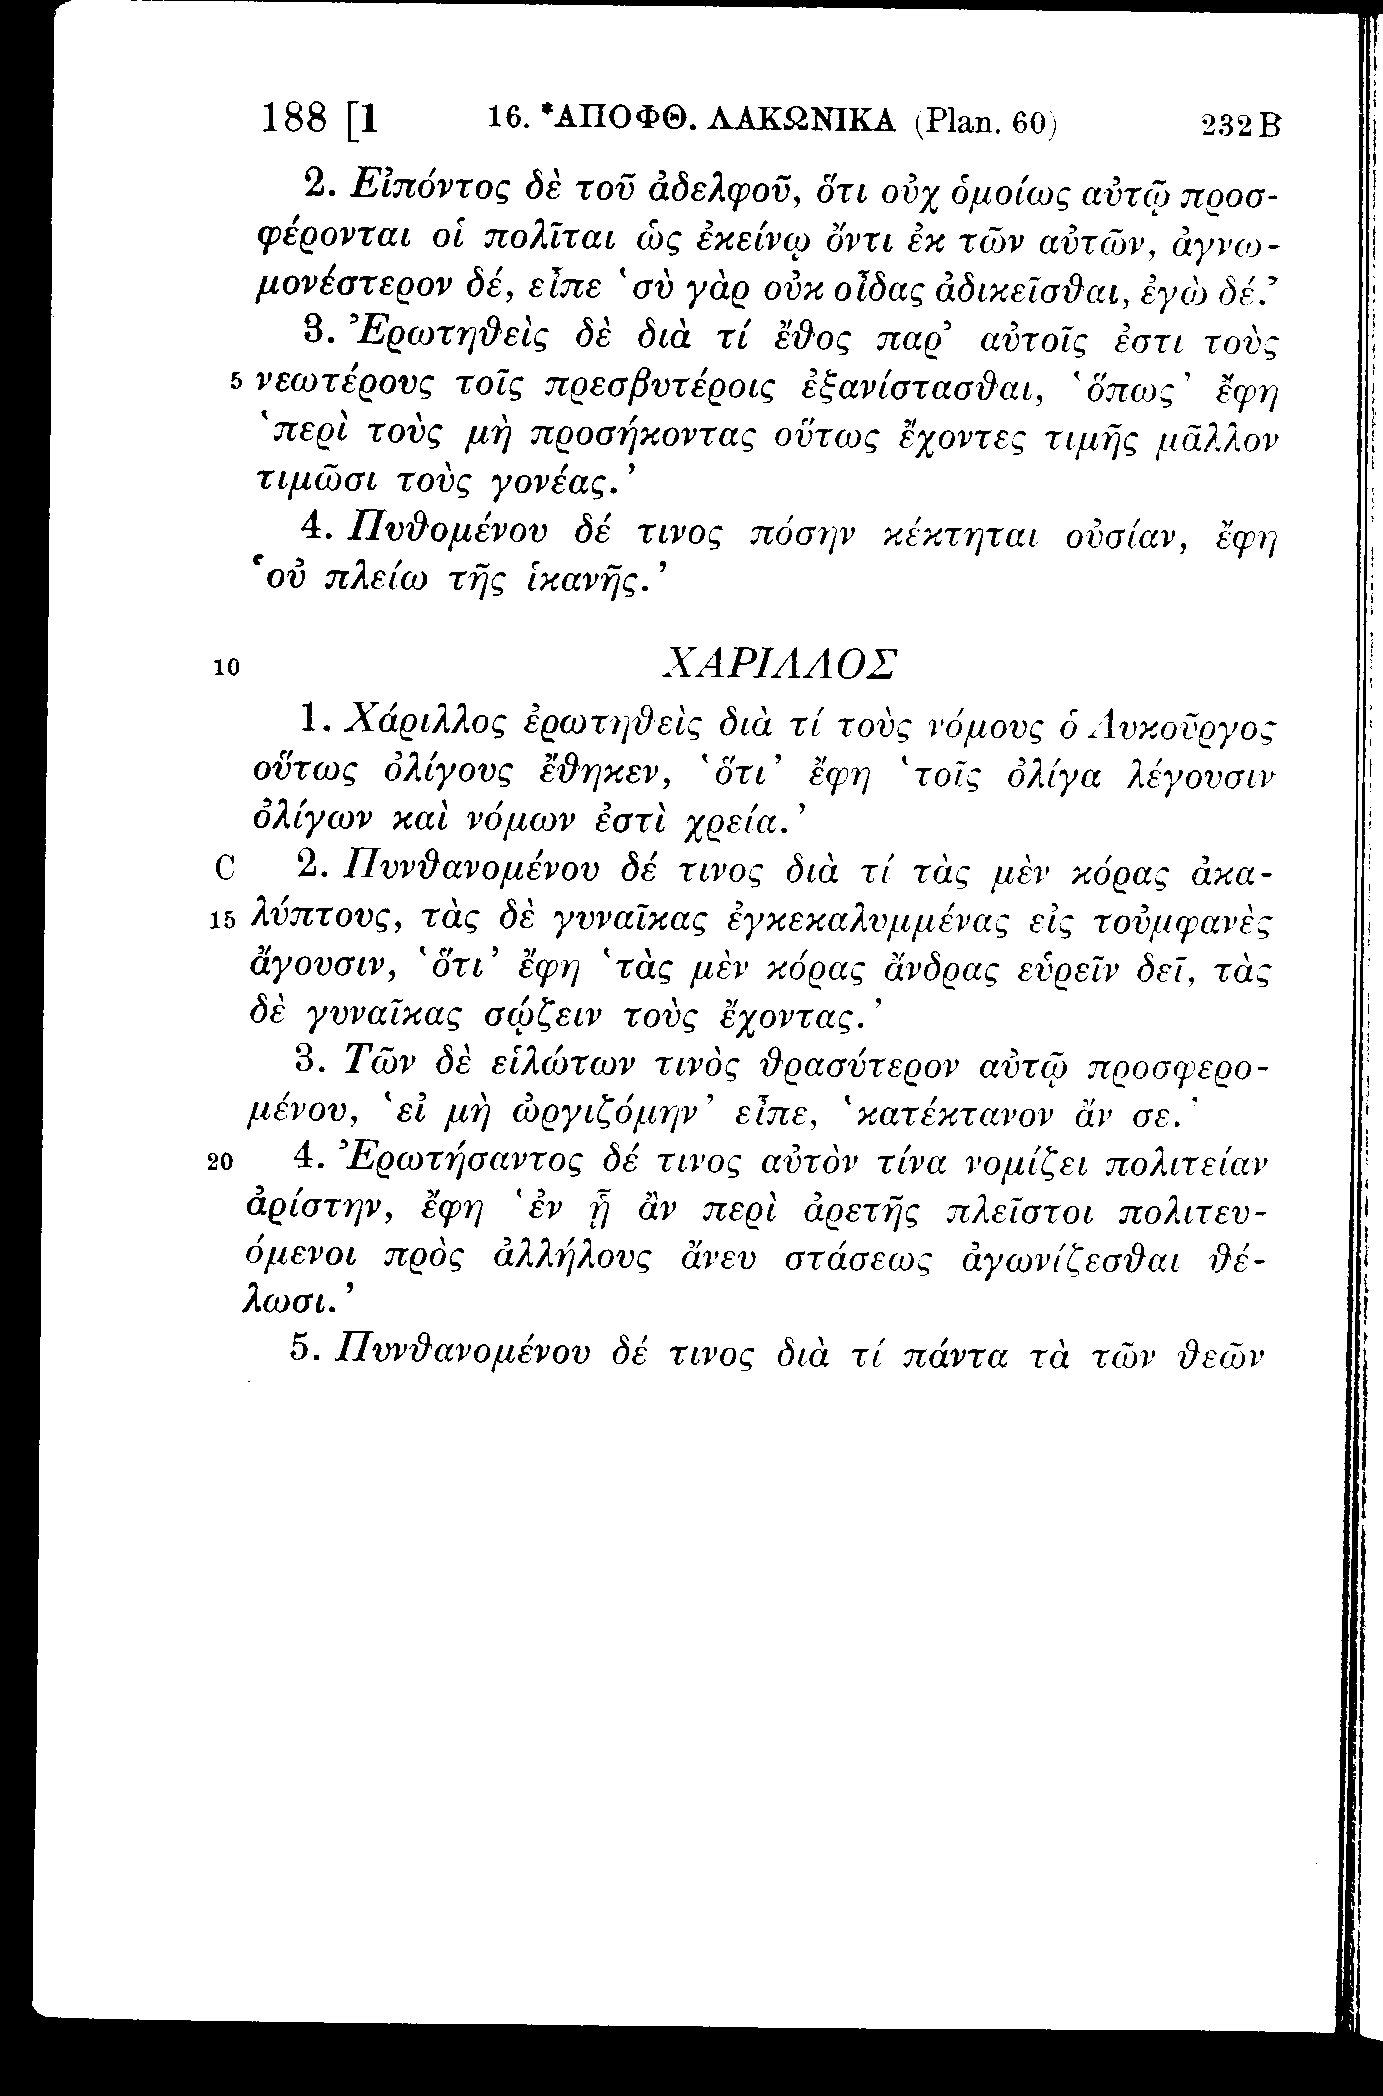 188 [1 16. *ΑΠΟΦΘ. ΛΑΚΩΝΙΚΑ (Plan. 60) 232 B
2. Εἰπόντος δὲ τοῦ ἀδελφοῦ, ὅτι οὐχ ὁμοίως αὐτῷ προσ-
φέρονται οἱ πολῖται ὡς ἐκείνῳ ὄντι ἐκ τῶν αὐτῶν, ἀγνω-
μονέστερον δέ, εἶπε ‘σὺ γὰρ οὐκ οἶδας ἀδικεῖσθαι, ἐγὼ δέ.’
3. Ἐρωτηθεὶς δὲ διὰ τί ἔθος παρ’ αὐτοῖς ἐστι τοὺς
5 νεωτέρους τοῖς πρεσβυτέροις ἐξανίστασθαι, ‘ὅπως’ ἔφη
‘περὶ τοὺς μὴ προσήκοντας οὕτως ἔχοντες τιμῆς μᾶλλον
τιμῶσι τοὺς γονέας.’
4. Πυθομένου δέ τινος πόσην κέκτηται οὐσίαν, ἔφη
‘οὐ πλείω τῆς ἱκανῆς.’
10 ΧΑΡΙΛΛΟΣ
1. Χάριλλος ἐρωτηθεὶς διὰ τί τοὺς νόμους ὁ Λυκοῦργος
οὕτως ὀλίγους ἔθηκεν, ‘ὅτι’ ἔφη ‘τοῖς ὀλίγα λέγουσιν
ὀλίγων καὶ νόμων ἐστὶ χρεία.’
C 2. Πυνθανομένου δέ τινος διὰ τί τὰς μὲν κόρας ἀκα-
15 λύπτους, τὰς δὲ γυναῖκας ἐγκεκαλυμμένας εἰς τοὐμφανὲς
ἄγουσιν, ‘ὅτι’ ἔφη ‘τὰς μὲν κόρας ἄνδρας εὑρεῖν δεῖ, τὰς
δὲ γυναῖκας σῴζειν τοὺς ἔχοντας.’
3. Τῶν δὲ εἱλώτων τινὸς θρασύτερον αὐτῷ προσφερο-
μένου, ‘εἰ μὴ ὠργιζόμην’ εἶπε, ‘κατέκτανον ἄν σε.’
20 4. Ἐρωτήσαντος δέ τινος αὐτὸν τίνα νομίζει πολιτείαν
ἀρίστην, ἔφη ‘ἐν ᾗ ἂν περὶ ἀρετῆς πλεῖστοι πολιτευ-
όμενοι πρὸς ἀλλήλους ἄνευ στάσεως ἀγωνίζεσθαι θέ-
λωσι.’
5. Πυνθανομένου δέ τινος διὰ τί πάντα τὰ τῶν θεῶν